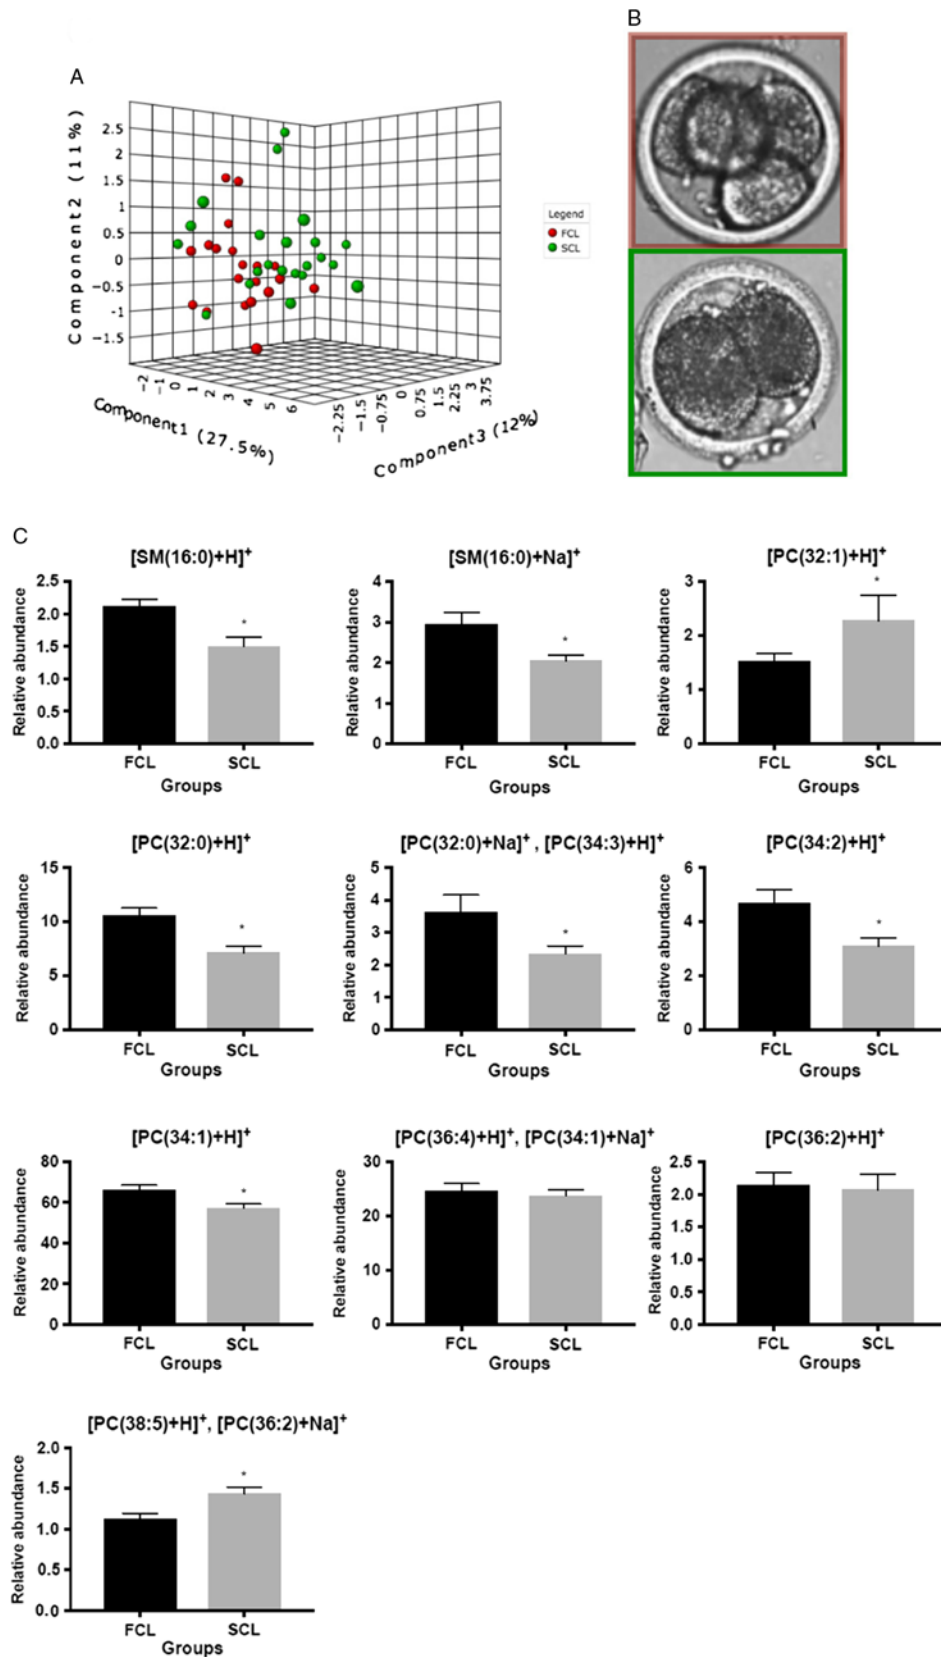 A
B
Component2 (11%)
2.5
2
1.5
1
0.5
0
−0.5
−1
−1.5
−2
−1
0
1
2
3
4
5
6
Component1 (27.5%)
−2.25
−1.5
−0.75
0
0.75
1.5
2.25
3
3.75
Component3 (12%)
Legend
FCL
SCL
C
[SM(16:0)+H]+
Relative abundance
2.5
2.0
1.5
1.0
0.5
0.0
*
FCL SCL
Groups
[SM(16:0)+Na]+
Relative abundance
4
3
2
1
0
*
FCL SCL
Groups
[PC(32:1)+H]+
Relative abundance
3
2
1
0
*
FCL SCL
Groups
[PC(32:0)+H]+
Relative abundance
15
10
5
0
*
FCL SCL
Groups
[PC(32:0)+Na]+ , [PC(34:3)+H]+
Relative abundance
5
4
3
2
1
0
*
FCL SCL
Groups
[PC(34:2)+H]+
Relative abundance
6
4
2
0
*
FCL SCL
Groups
[PC(34:1)+H]+
Relative abundance
80
60
40
20
0
*
FCL SCL
Groups
[PC(36:4)+H]+, [PC(34:1)+Na]+
Relative abundance
30
20
10
0
FCL SCL
Groups
[PC(36:2)+H]+
Relative abundance
2.5
2.0
1.5
1.0
0.5
0.0
FCL SCL
Groups
[PC(38:5)+H]+, [PC(36:2)+Na]+
Relative abundance
2.0
1.5
1.0
0.5
0.0
*
FCL SCL
Groups